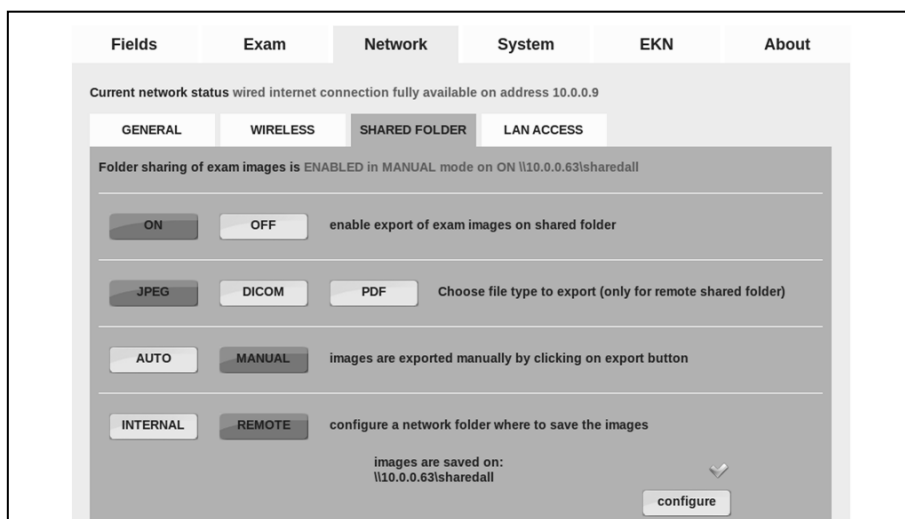 Fields Exam Network System EKN About
Current network status wired internet connection fully available on address 10.0.0.9
GENERAL WIRELESS SHARED FOLDER LAN ACCESS
Folder sharing of exam images is ENABLED in MANUAL mode on ON \\10.0.0.63\sharedall
ON OFF enable export of exam images on shared folder
JPEG DICOM PDF Choose file type to export (only for remote shared folder)
AUTO MANUAL images are exported manually by clicking on export button
INTERNAL REMOTE configure a network folder where to save the images
images are saved on:
\\10.0.0.63\sharedall
configure